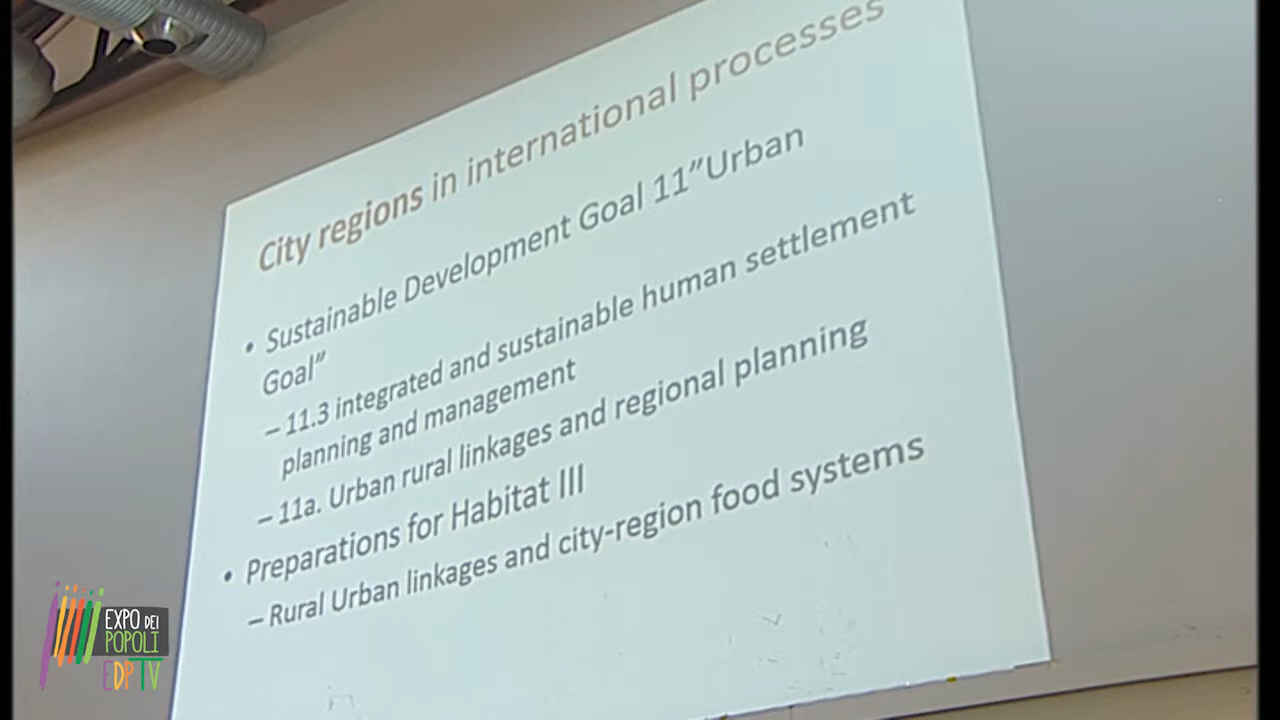 City regions in international processes
• Sustainable Development Goal 11”Urban
Goal”
– 11.3 integrated and sustainable human settlement
planning and management
– 11a. Urban rural linkages and regional planning
• Preparations for Habitat III
– Rural Urban linkages and city-region food systems
EXPO DEI
POPOLI
EDPTV